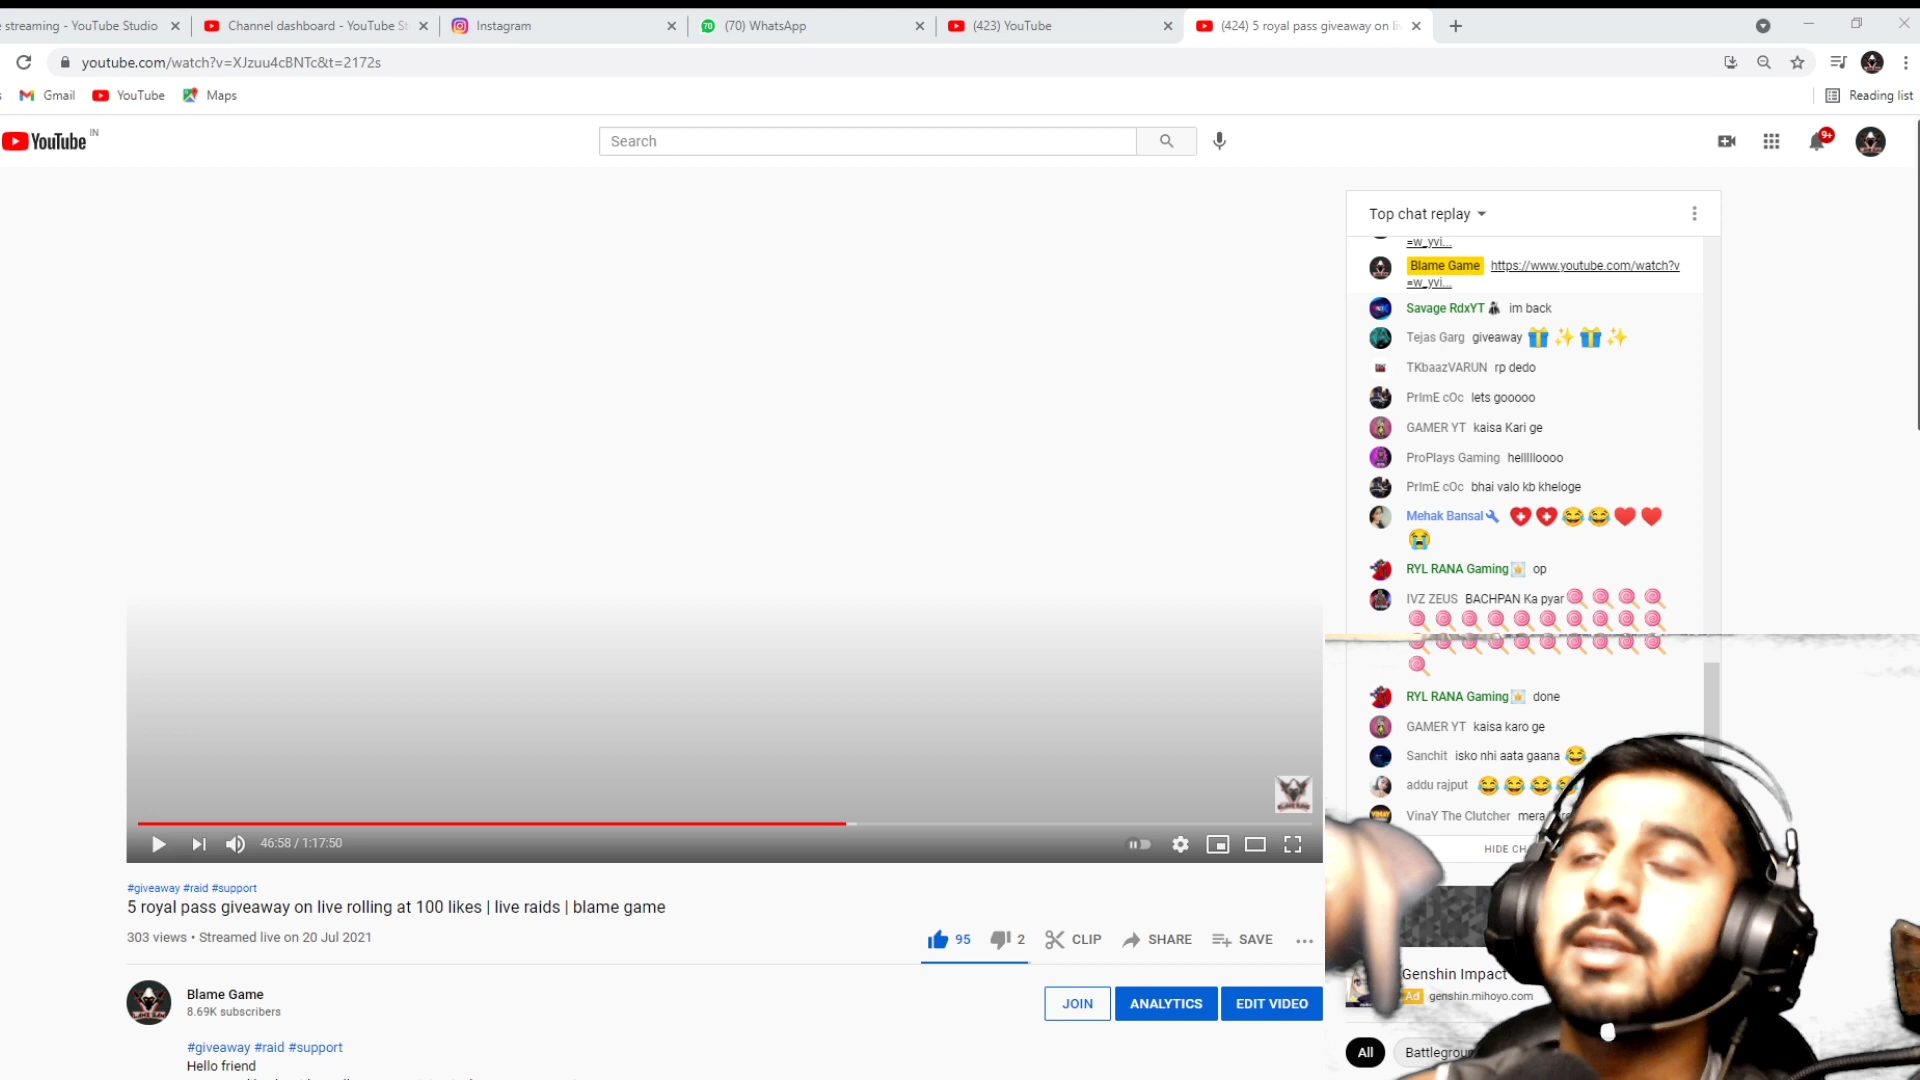 streaming - YouTube Studio
Channel dashboard - YouTube St
Instagram
(70) WhatsApp
(423) YouTube
(424) 5 royal pass giveaway on li
youtube.com/watch?v=XJzuu4cBNTc&t=2172s
Gmail
YouTube
Maps
Reading list
YouTube IN
Search
9+
Top chat replay
=w_yvi...
Blame Game https://www.youtube.com/watch?v
=w_yvi...
Savage RdxYT im back
Tejas Garg giveaway 🎁✨🎁✨
TKbaazVARUN rp dedo
PrImE cOc lets gooooo
GAMER YT kaisa Kari ge
ProPlays Gaming hellllloooo
PrImE cOc bhai valo kb kheloge
Mehak Bansal
RYL RANA Gaming op
IVZ ZEUS BACHPAN Ka pyar
RYL RANA Gaming done
GAMER YT kaisa karo ge
Sanchit isko nhi aata gaana 😂
addu rajput 😂😂😂
VinaY The Clutcher mera
HIDE
46:58 / 1:17:50
#giveaway #raid #support
5 royal pass giveaway on live rolling at 100 likes | live raids | blame game
303 views • Streamed live on 20 Jul 2021
95
2
CLIP
SHARE
SAVE
Blame Game
8.69K subscribers
JOIN
ANALYTICS
EDIT VIDEO
#giveaway #raid #support
Hello friend
Genshin Impact
Ad genshin.mihoyo.com
All